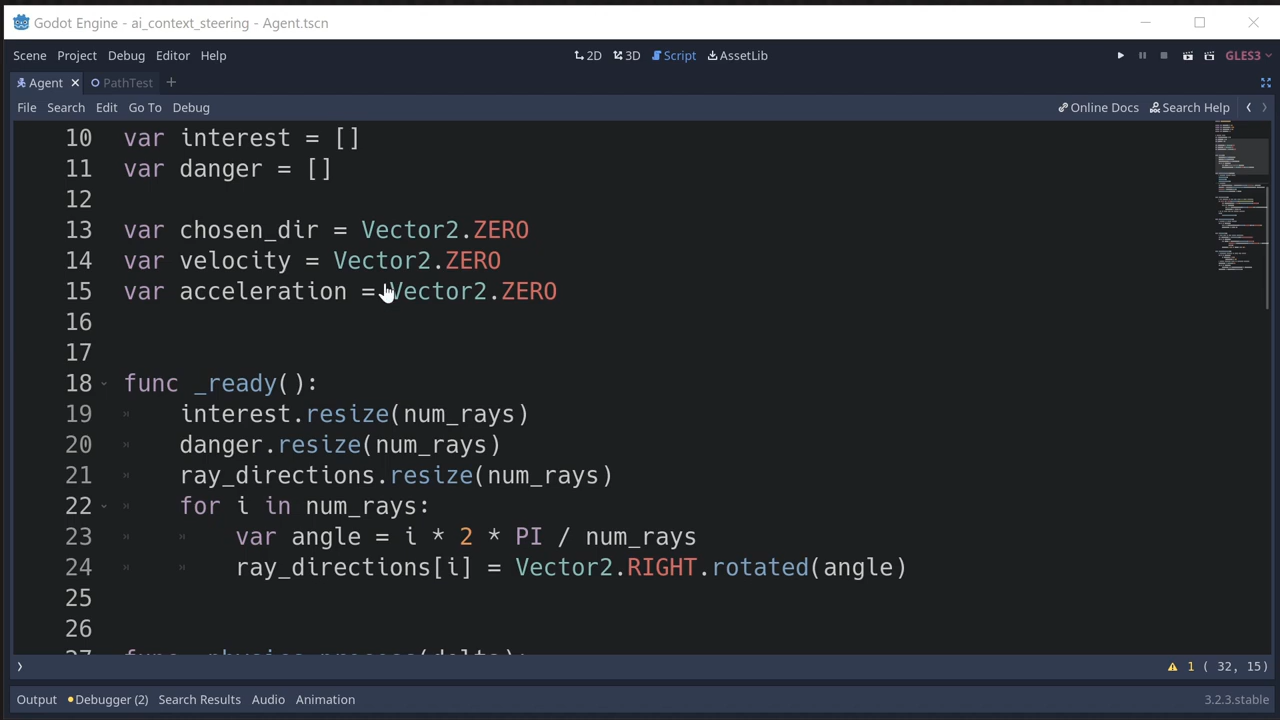 Godot Engine - ai_context_steering - Agent.tscn
Scene Project Debug Editor Help 2D 3D Script AssetLib GLES3
Agent PathTest
File Search Edit Go To Debug Online Docs Search Help
10 var interest = []
11 var danger = []
12
13 var chosen_dir = Vector2.ZERO
14 var velocity = Vector2.ZERO
15 var acceleration = Vector2.ZERO
16
17
18 func _ready():
19 interest.resize(num_rays)
20 danger.resize(num_rays)
21 ray_directions.resize(num_rays)
22 for i in num_rays:
23 var angle = i * 2 * PI / num_rays
24 ray_directions[i] = Vector2.RIGHT.rotated(angle)
25
26
27 func _physics_process(delta):
1 ( 32, 15)
Output Debugger (2) Search Results Audio Animation 3.2.3.stable